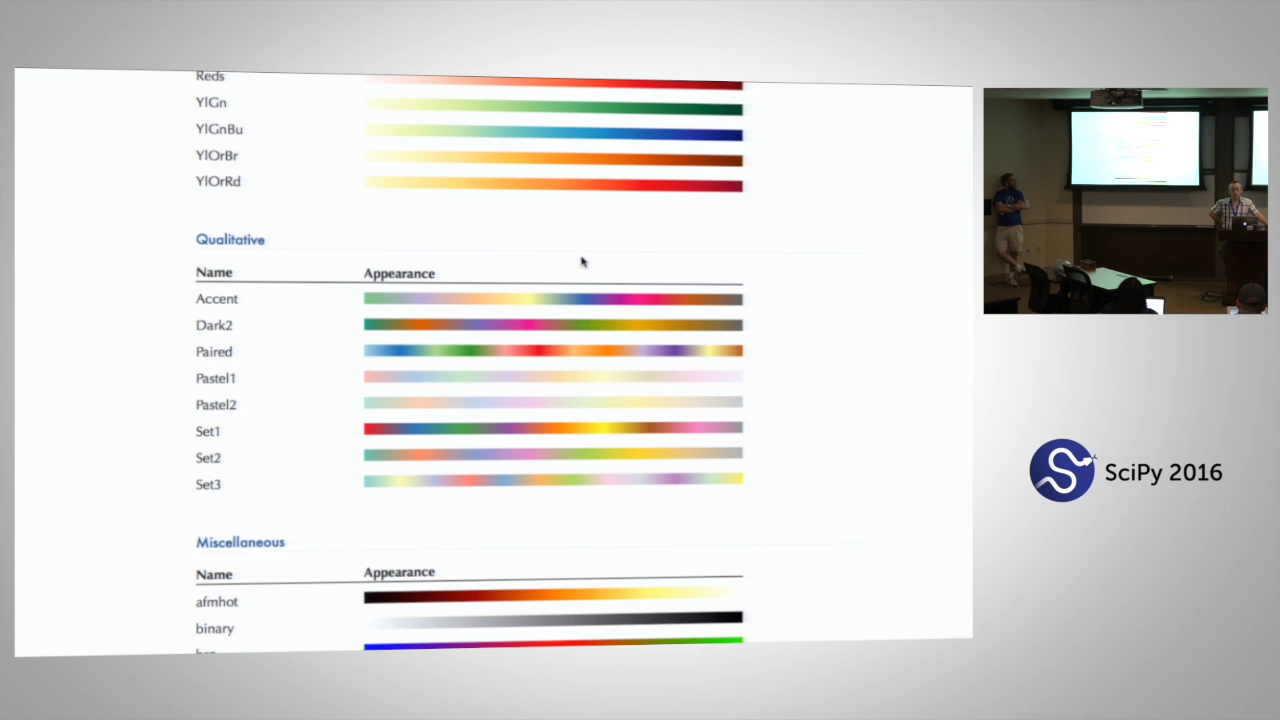 Reds
YlGn
YlGnBu
YlOrBr
YlOrRd
Qualitative
Name Appearance
Accent
Dark2
Paired
Pastel1
Pastel2
Set1
Set2
Set3
Miscellaneous
Name Appearance
afmhot
binary
SciPy 2016